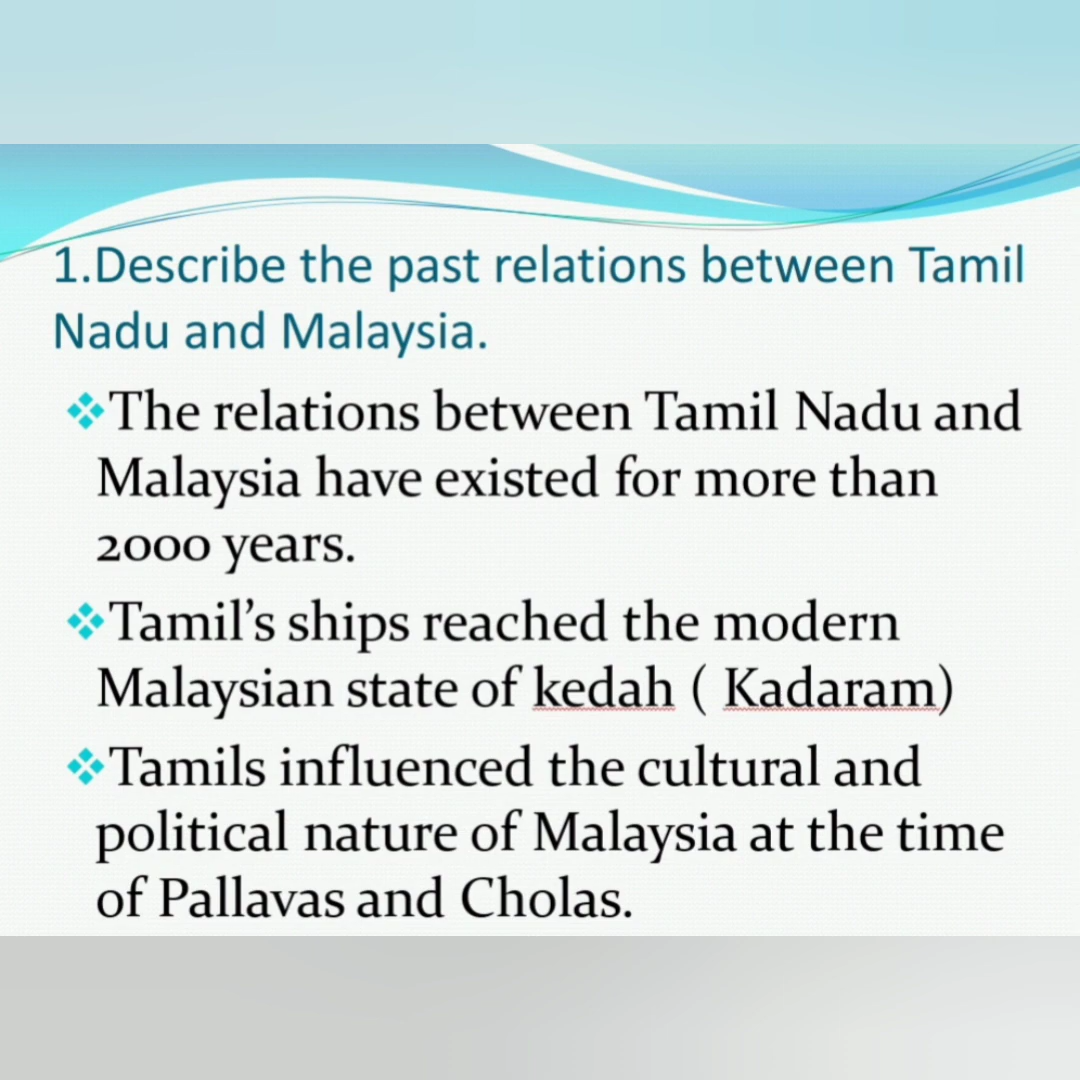 1.Describe the past relations between Tamil
Nadu and Malaysia.
❖The relations between Tamil Nadu and
Malaysia have existed for more than
2000 years.
❖Tamil’s ships reached the modern
Malaysian state of kedah ( Kadaram)
❖Tamils influenced the cultural and
political nature of Malaysia at the time
of Pallavas and Cholas.